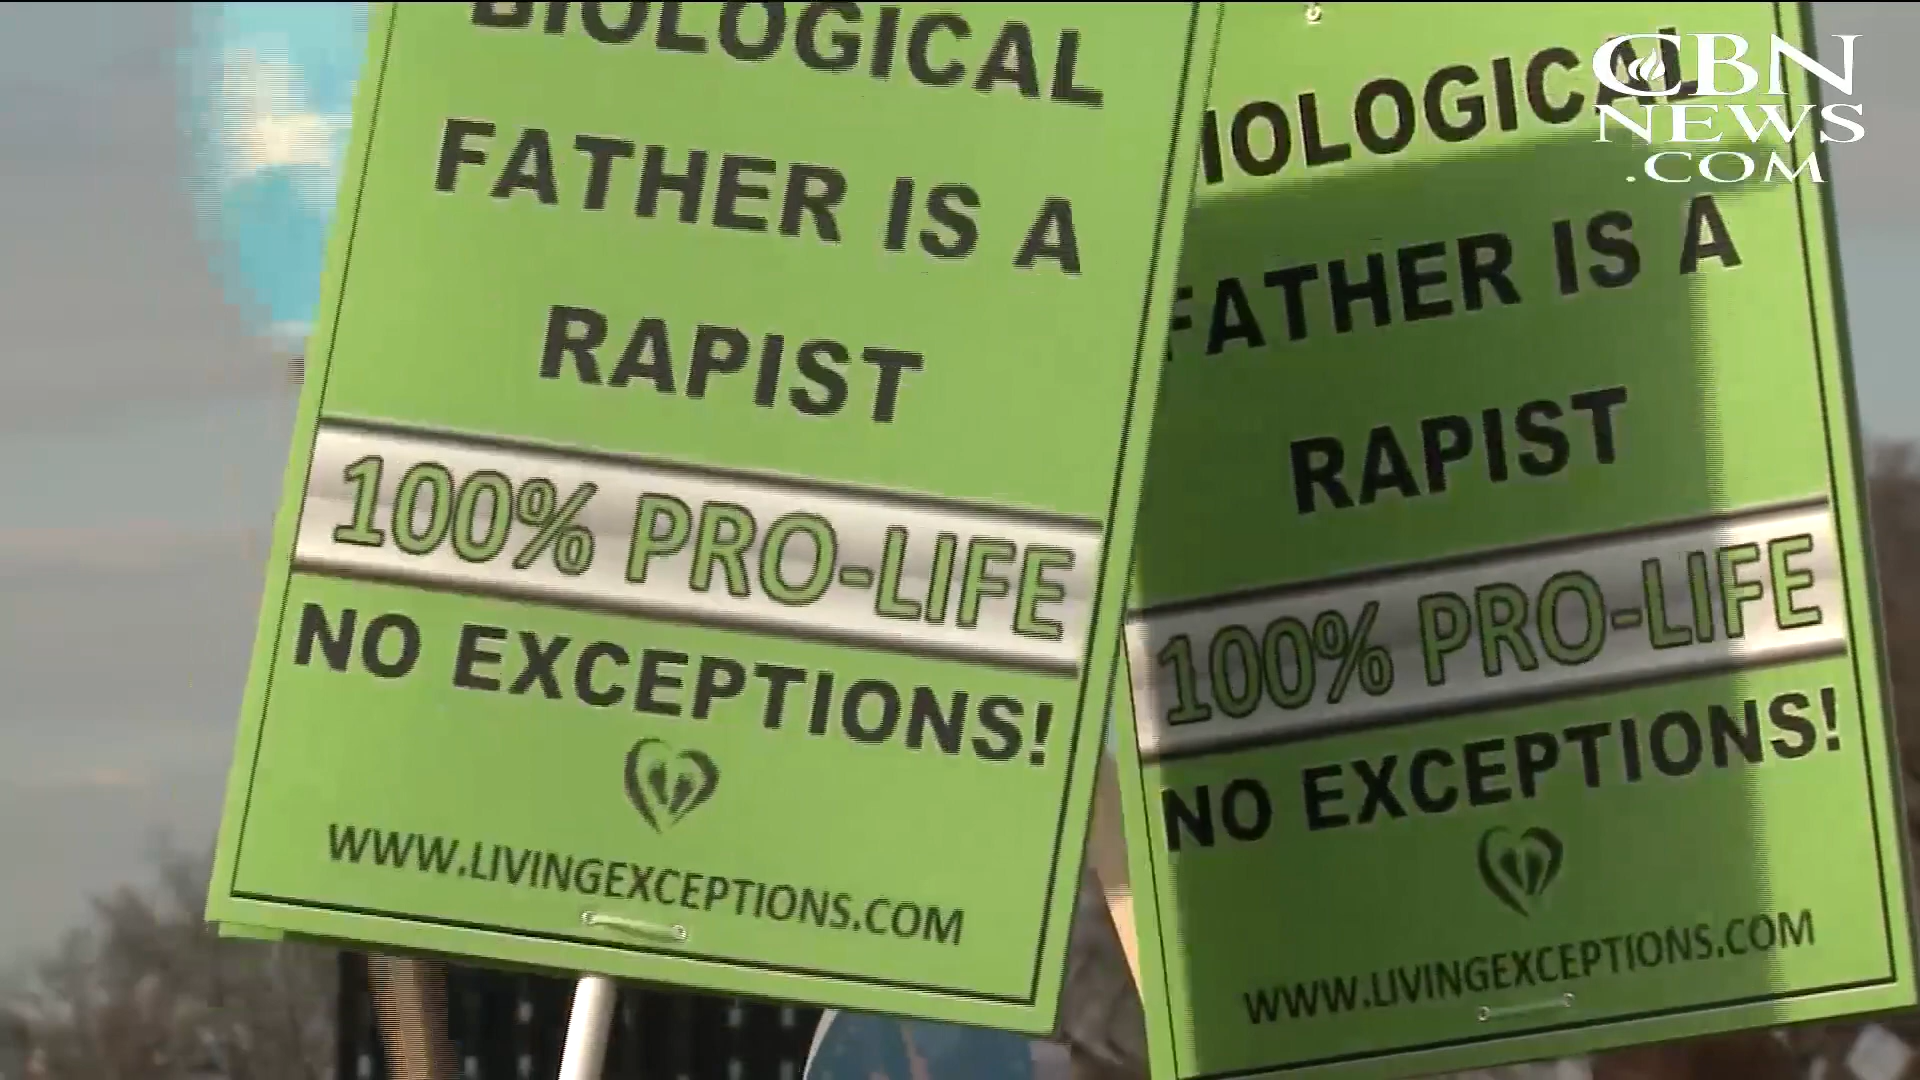 BIOLOGICAL
FATHER IS A
RAPIST
100% PRO-LIFE
NO EXCEPTIONS!
WWW.LIVINGEXCEPTIONS.COM
IOLOGICAL
FATHER IS A
RAPIST
100% PRO-LIFE
NO EXCEPTIONS!
WWW.LIVINGEXCEPTIONS.COM
CBN
NEWS
.COM